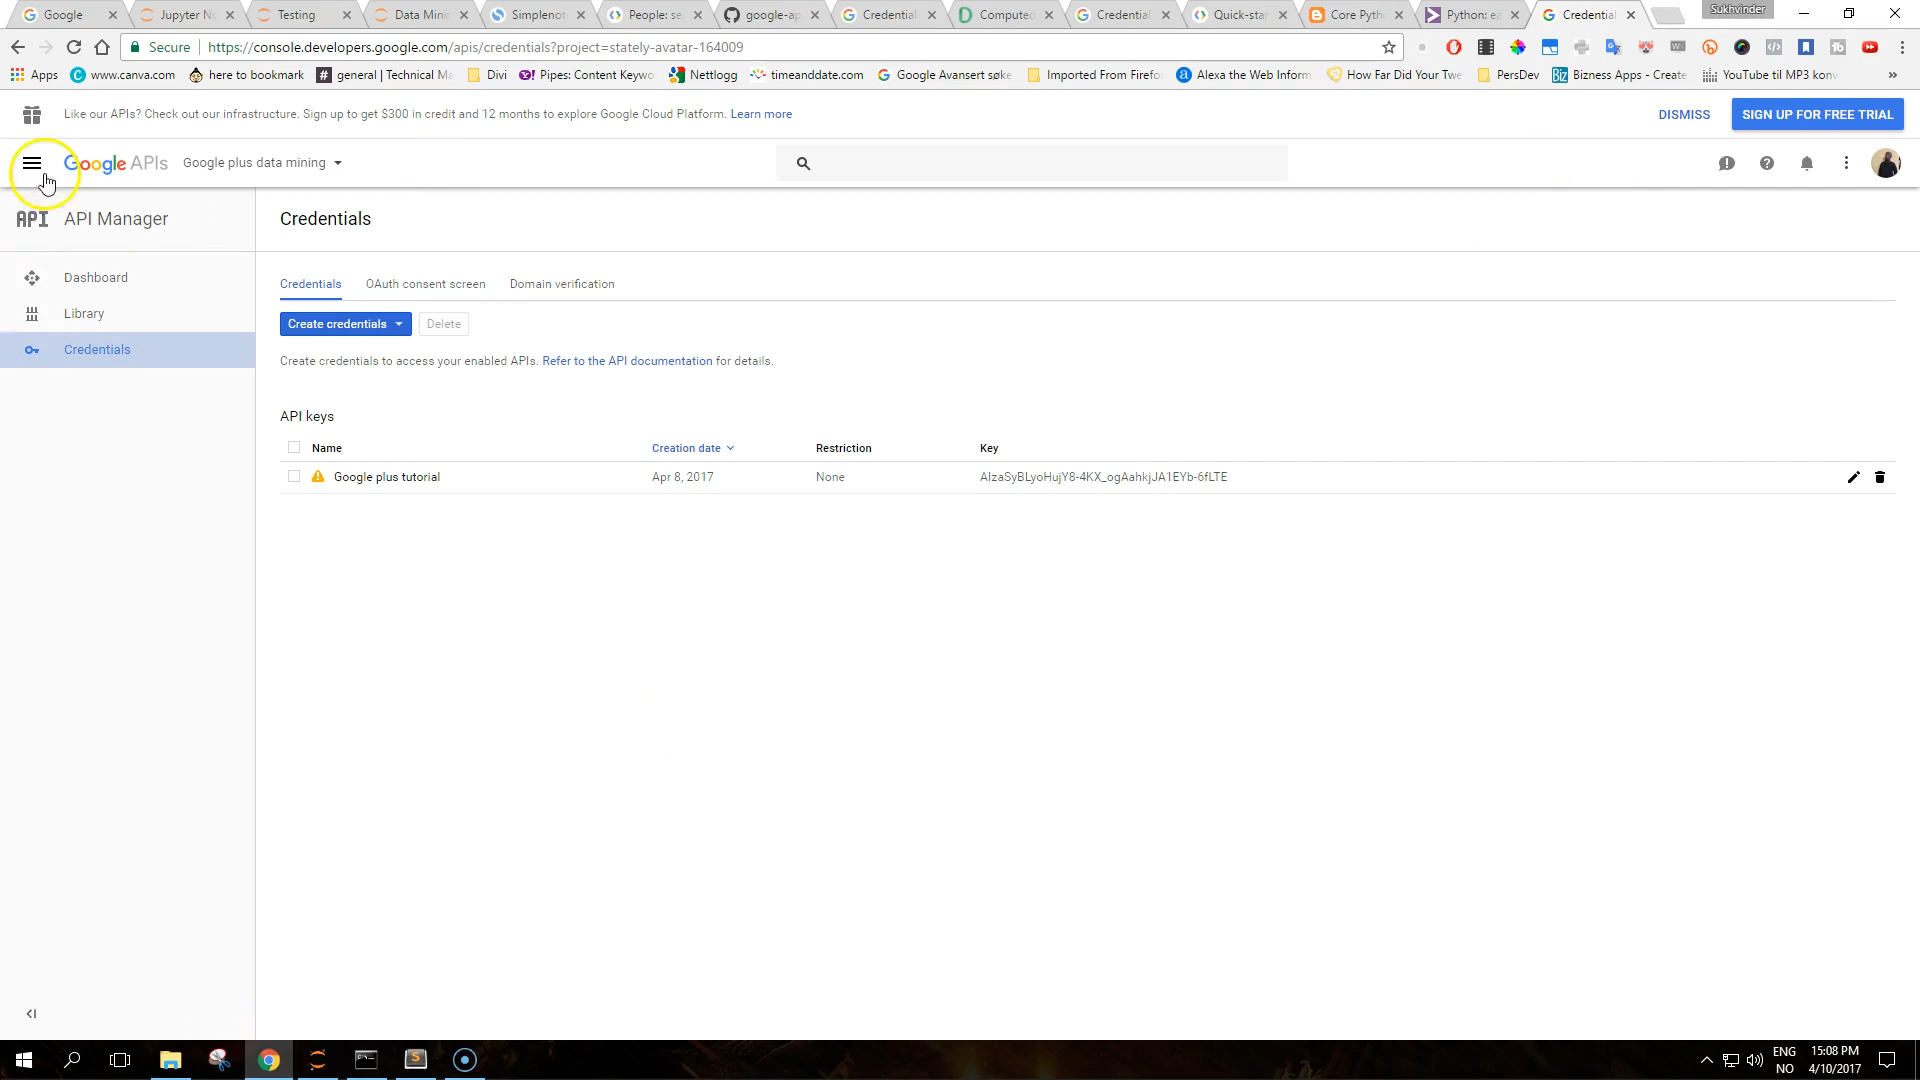 Google
Jupyter No
Testing
Data Mini
Simpleno
People: se
google-ap
Credential
Computed
Credential
Quick-star
Core Pyth
Python: ea
Credential
Sukhvinder
Secure
https://console.developers.google.com/apis/credentials?project=stately-avatar-164009
Apps
www.canva.com
here to bookmark
general | Technical Ma
Divi
Pipes: Content Keywo
Nettlogg
timeanddate.com
Google Avansert søke
Imported From Firefo
Alexa the Web Inform
How Far Did Your Twe
PersDev
Bizness Apps - Create
YouTube til MP3 konv
Like our APIs? Check out our infrastructure. Sign up to get $300 in credit and 12 months to explore Google Cloud Platform. Learn more
DISMISS
SIGN UP FOR FREE TRIAL
Google APIs
Google plus data mining
API API Manager
Credentials
Dashboard
Library
Credentials
Credentials
OAuth consent screen
Domain verification
Create credentials
Delete
Create credentials to access your enabled APIs. Refer to the API documentation for details.
API keys
Name
Creation date
Restriction
Key
Google plus tutorial
Apr 8, 2017
None
AIzaSyBLyoHujY8-4KX_ogAahkjJA1EYb-6fLTE
ENG
NO
15:08 PM
4/10/2017